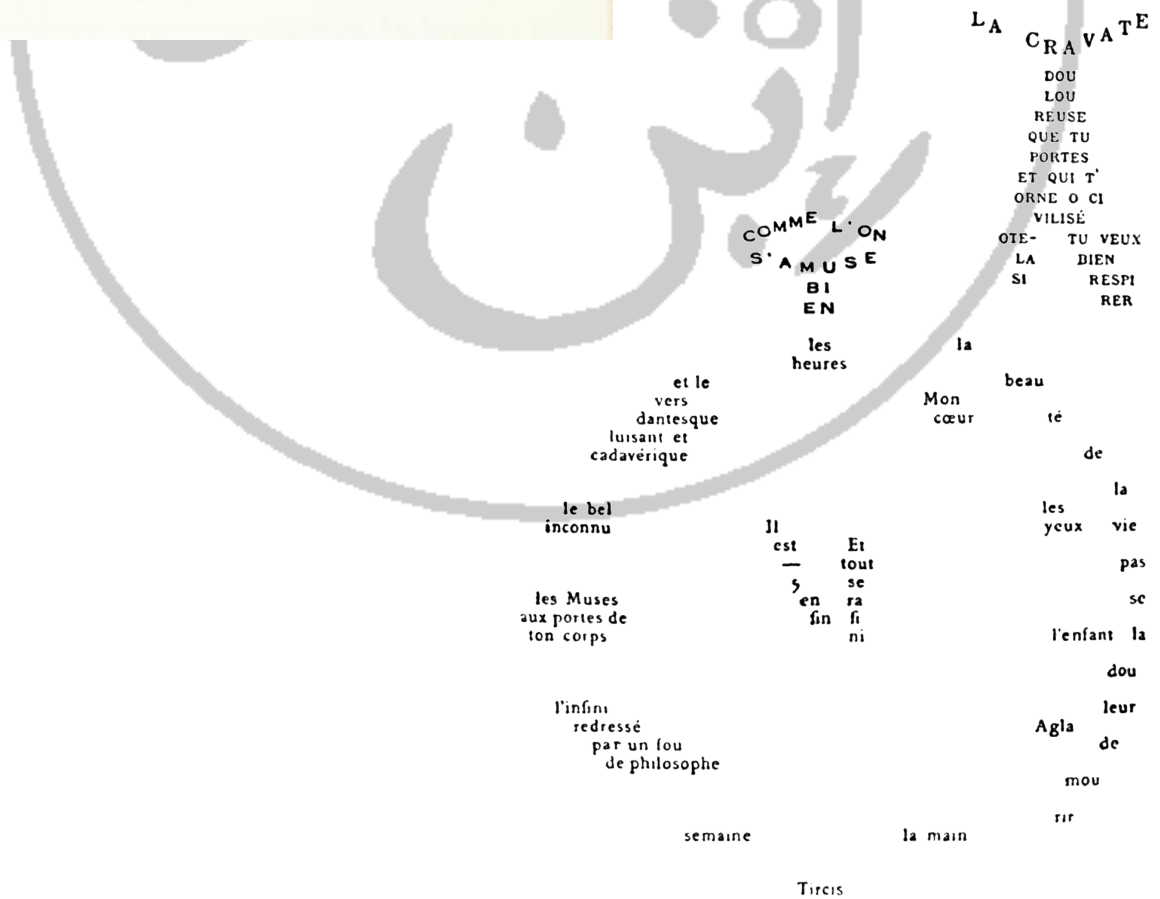 LA CRAVATE
DOU
LOU
REUSE
QUE TU
PORTES
ET QUI T'
ORNE O CI
VILISÉ
OTE- TU VEUX
LA BIEN
SI RESPI
RER
COMME L'ON
S'AMUSE
BI
EN
les
heures
et le
vers
dantesque
luisant et
cadavérique
le bel
inconnu
les Muses
aux portes de
ton corps
l'infini
redressé
par un fou
de philosophe
semaine
Tircis
la main
Agla
l'enfant
les
yeux
Mon
cœur
la
beau
té
de
la
vie
pas
se
la
dou
leur
de
mou
rir
Il
est
—
5
en
fin
Et
tout
se
ra
fi
ni